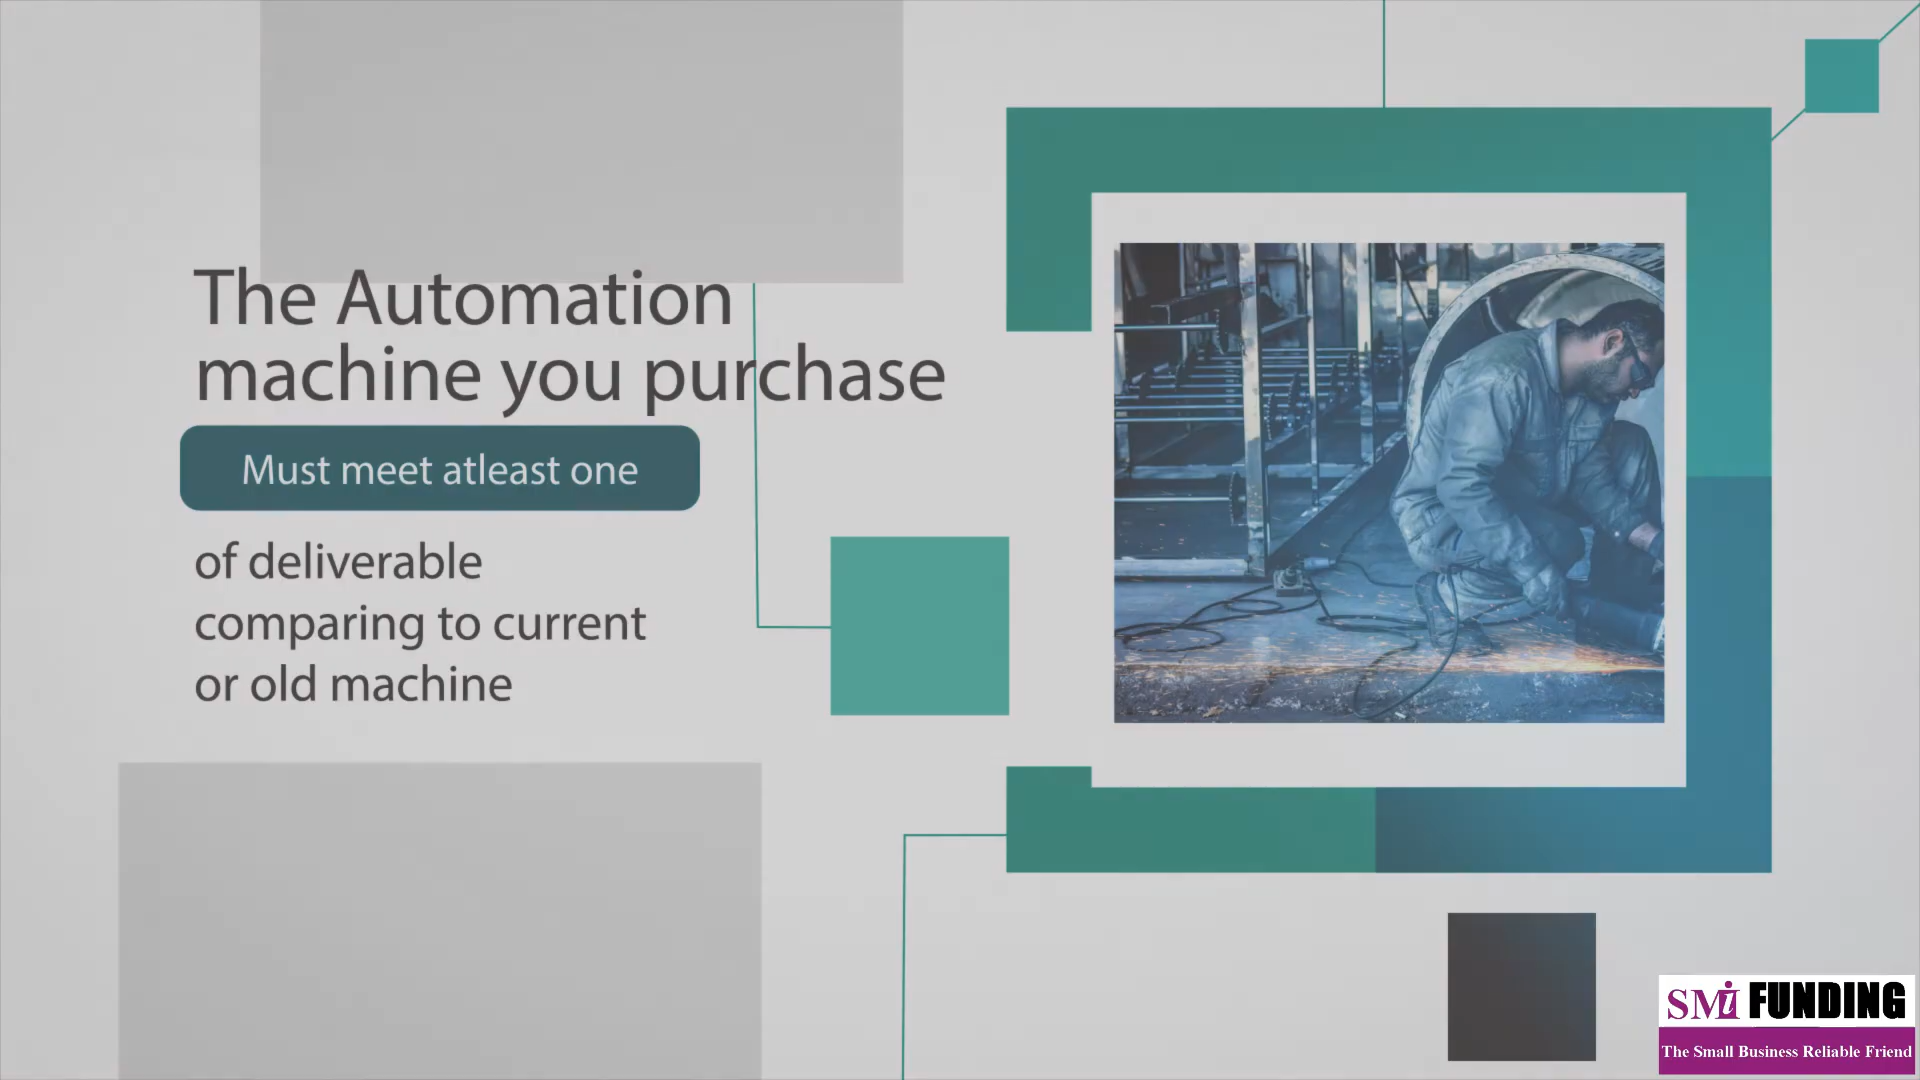 The Automation
machine you purchase
Must meet atleast one
of deliverable
comparing to current
or old machine
SMi FUNDING
The Small Business Reliable Friend